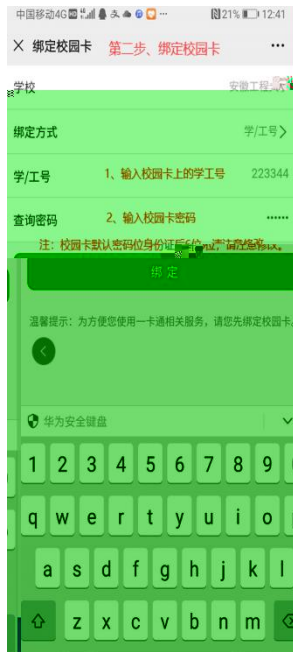 中国移动4G 21% 12:41
× 绑定校园卡 第二步、绑定校园卡 ...
学校 安徽工程
绑定方式 学/工号
学/工号 1、输入校园卡上的学工号 223344
查询密码 2、输入校园卡密码 ······
注：校园卡默认密码位身份证后6位
绑 定
温馨提示：为方便您使用一卡通相关服务，请您先绑定校园卡
华为安全键盘
1 2 3 4 5 6 7 8 9
q w e r t y u i o
a s d f g h j k l
z x c v b n m